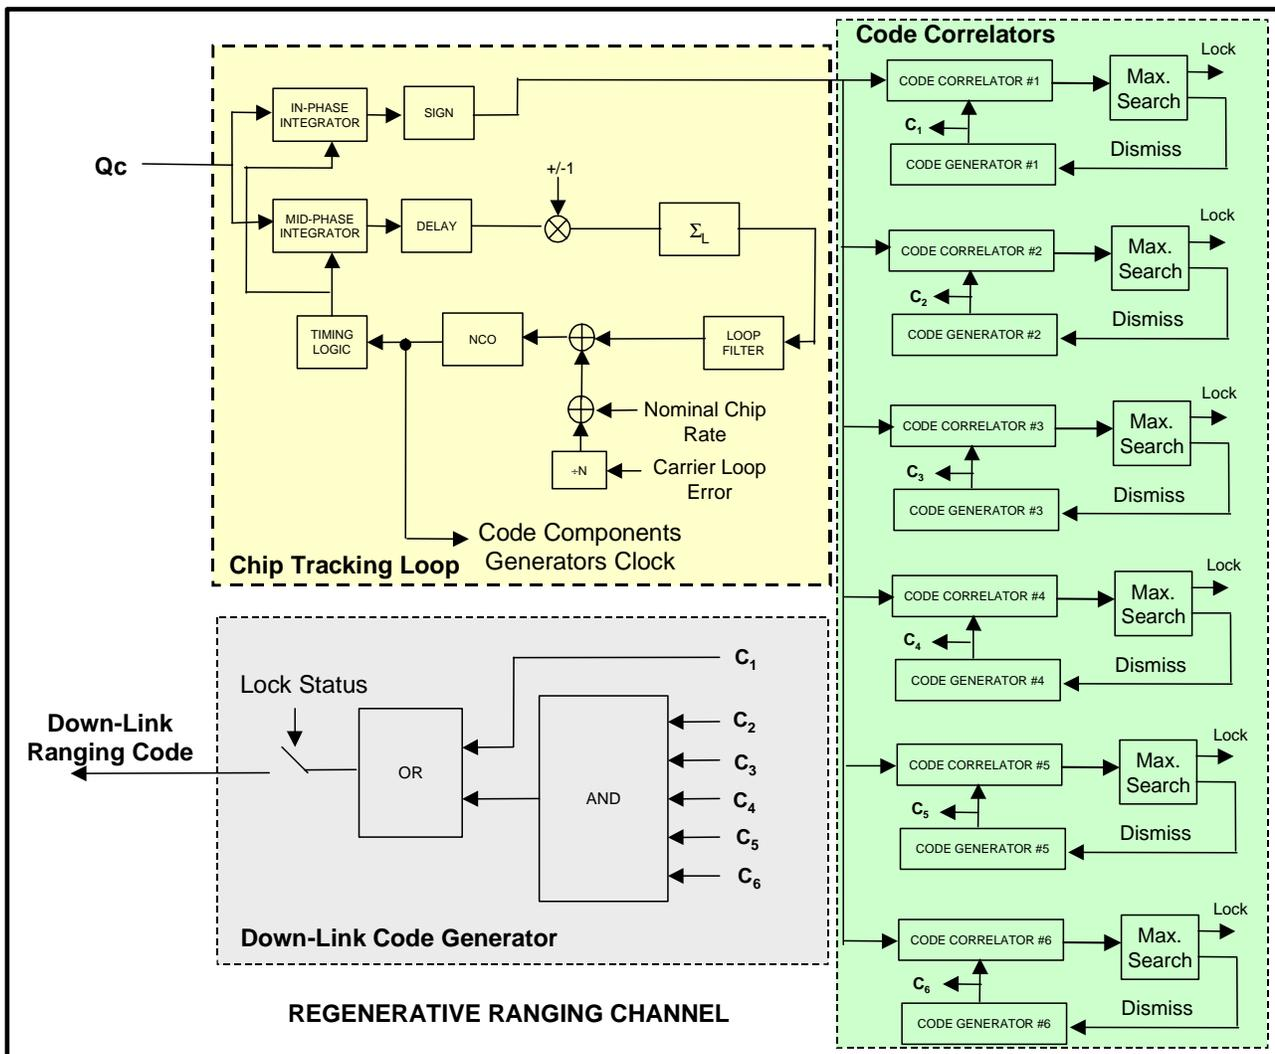 Qc
IN-PHASE
INTEGRATOR
SIGN
MID-PHASE
INTEGRATOR
DELAY
+/-1
ΣL
TIMING
LOGIC
NCO
LOOP
FILTER
Nominal Chip
Rate
÷N
Carrier Loop
Error
Code Components
Generators Clock
Chip Tracking Loop
Code Correlators
CODE CORRELATOR #1
Max.
Search
Lock
C1
CODE GENERATOR #1
Dismiss
CODE CORRELATOR #2
Max.
Search
Lock
C2
CODE GENERATOR #2
Dismiss
CODE CORRELATOR #3
Max.
Search
Lock
C3
CODE GENERATOR #3
Dismiss
CODE CORRELATOR #4
Max.
Search
Lock
C4
CODE GENERATOR #4
Dismiss
CODE CORRELATOR #5
Max.
Search
Lock
C5
CODE GENERATOR #5
Dismiss
CODE CORRELATOR #6
Max.
Search
Lock
C6
CODE GENERATOR #6
Dismiss
Down-Link
Ranging Code
Lock Status
OR
AND
C1
C2
C3
C4
C5
C6
Down-Link Code Generator
REGENERATIVE RANGING CHANNEL